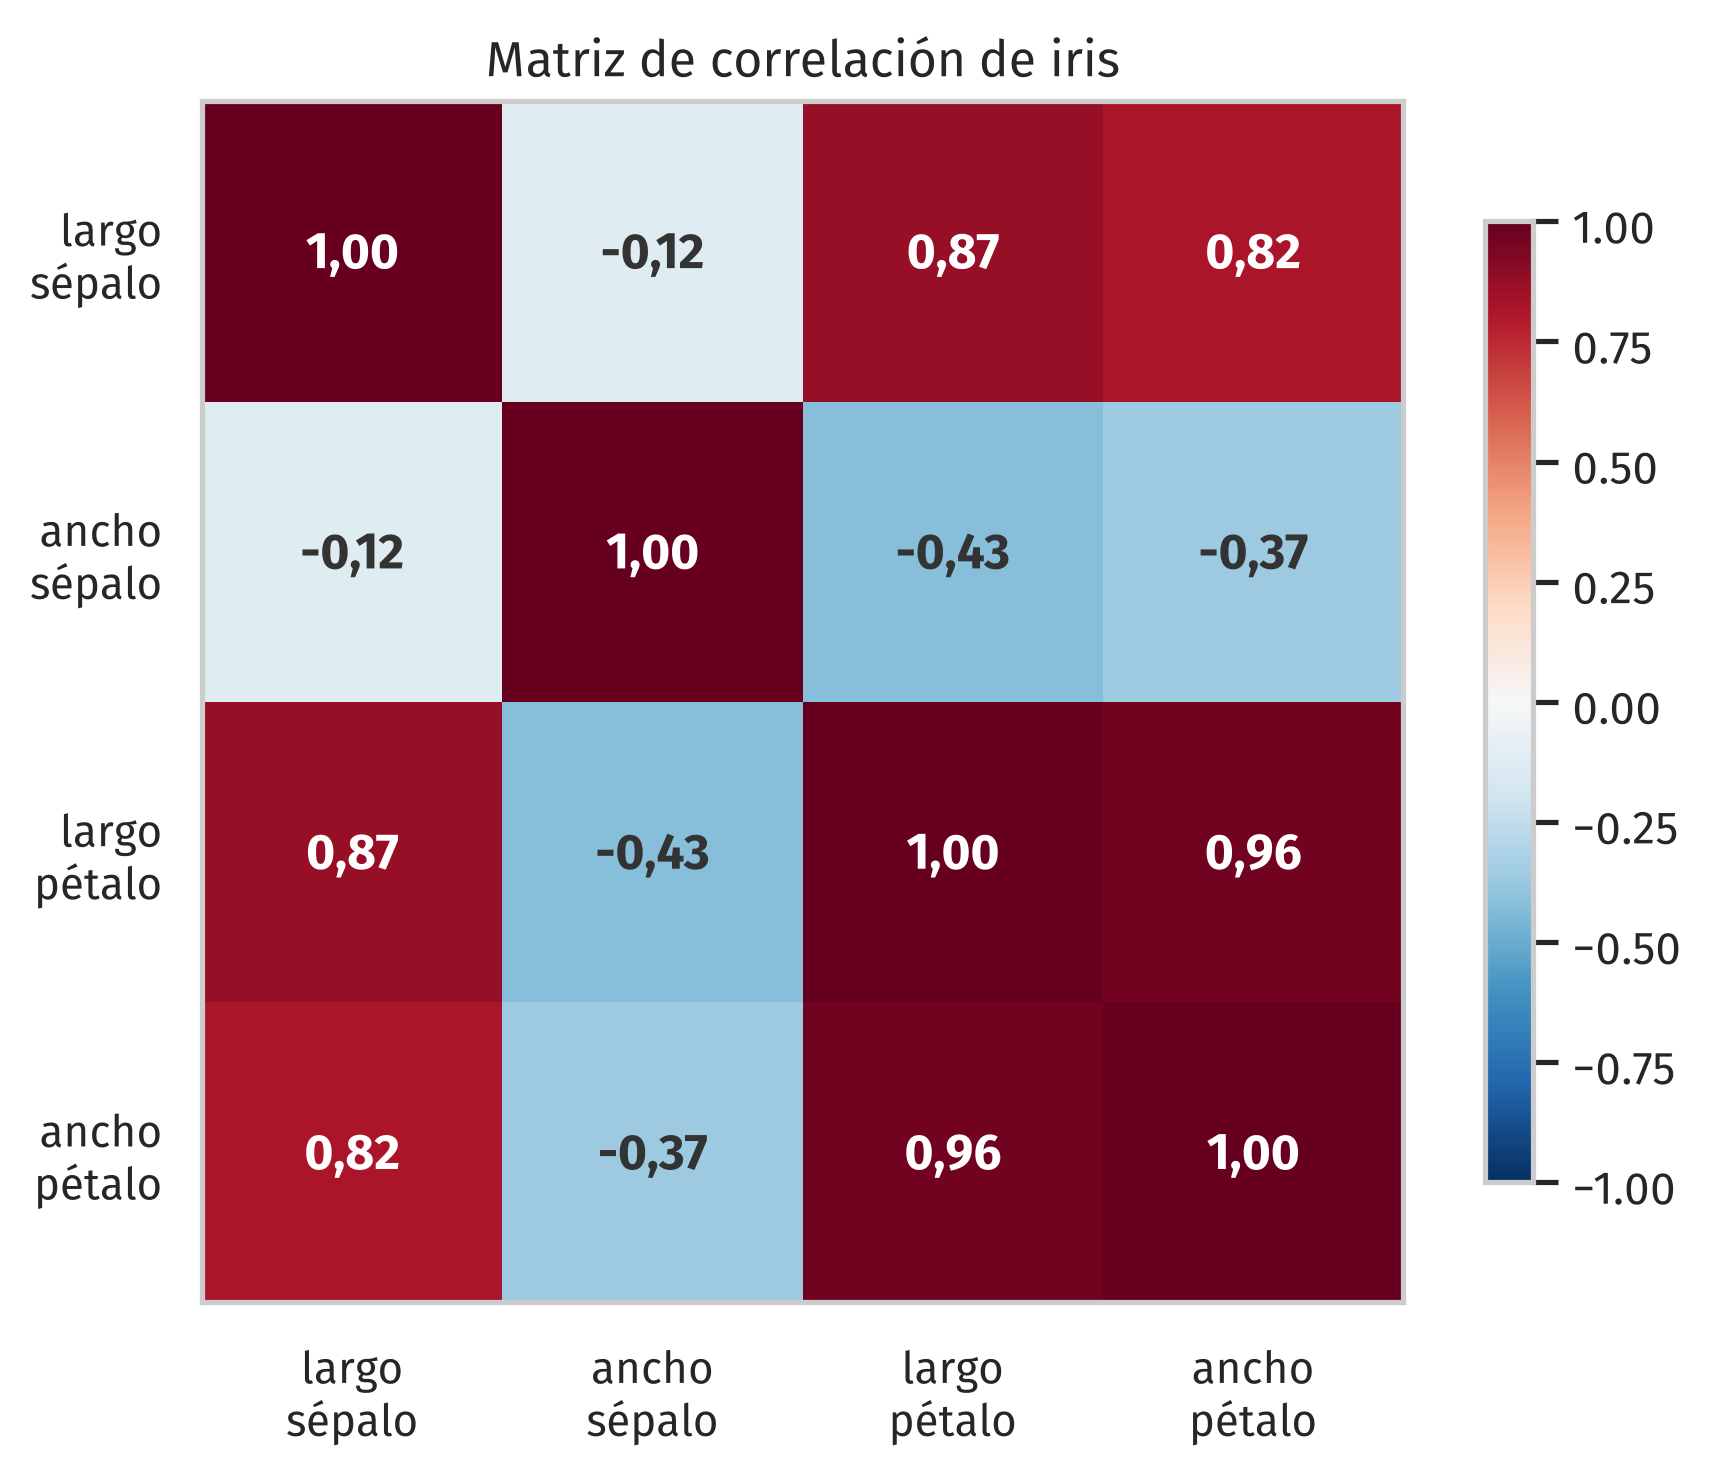 Matriz de correlación de iris
largo
sépalo
1,00
-0,12
0,87
0,82
ancho
sépalo
-0,12
1,00
-0,43
-0,37
largo
pétalo
0,87
-0,43
1,00
0,96
ancho
pétalo
0,82
-0,37
0,96
1,00
largo
sépalo
ancho
sépalo
largo
pétalo
ancho
pétalo
1.00
0.75
0.50
0.25
0.00
−0.25
−0.50
−0.75
−1.00